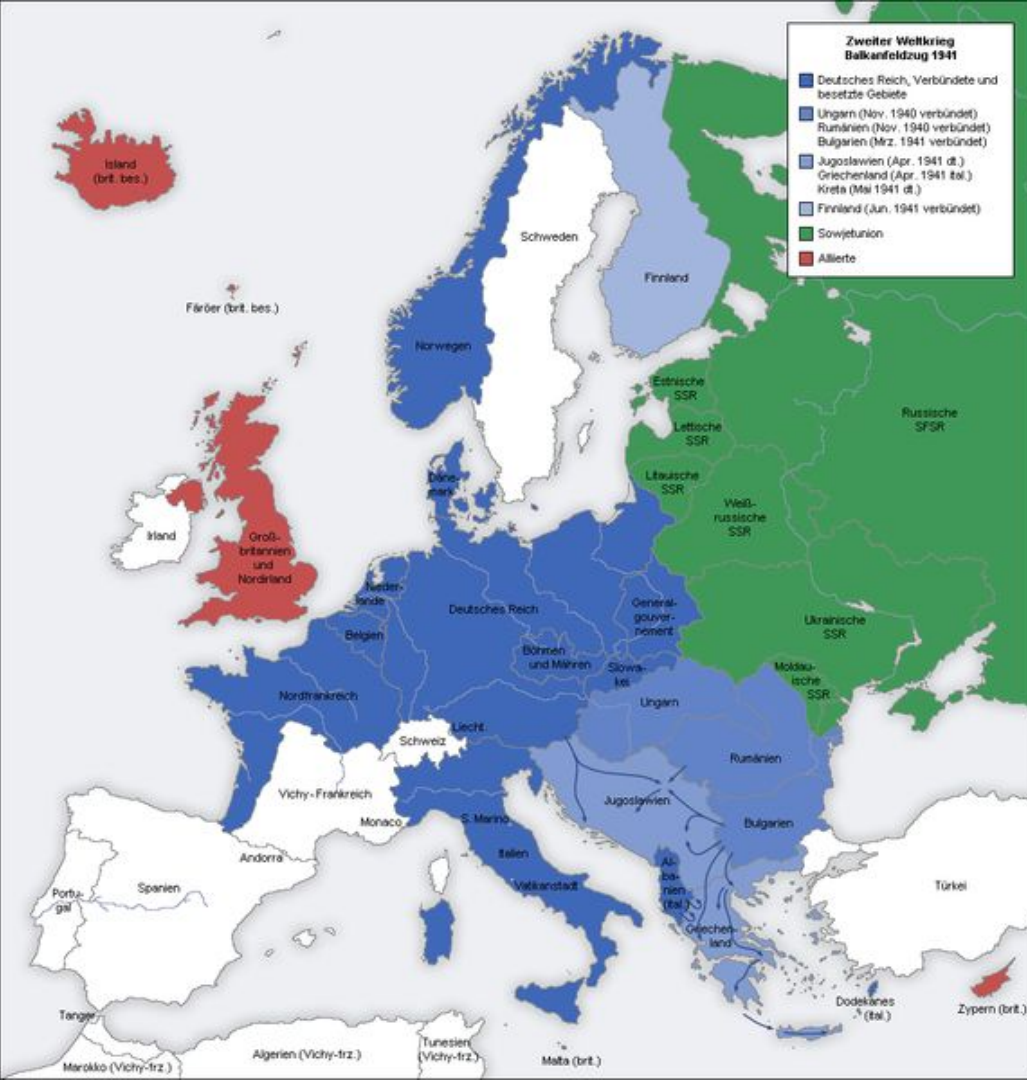 Zweiter Weltkrieg
Balkanfeldzug 1941
Deutsches Reich, Verbündete und
besetzte Gebiete
Ungarn (Nov. 1940 verbündet)
Rumänien (Nov. 1940 verbündet)
Bulgarien (Mrz. 1941 verbündet)
Jugoslawien (Apr. 1941 dt.)
Griechenland (Apr. 1941 ital.)
Kreta (Mai 1941 dt.)
Finnland (Jun. 1941 verbündet)
Sowjetunion
Alliierte
Island
(brit. bes.)
Schweden
Finnland
Färöer (brit. bes.)
Norwegen
Estnische
SSR
Russische
SFSR
Lettische
SSR
Litauische
SSR
Däne-
mark
Weiß-
russische
SSR
Irland
Groß-
britannien
und
Nordirland
Nieder-
lande
Deutsches Reich
General-
gouver-
nement
Ukrainische
SSR
Belgien
Böhmen
und Mähren
Slowa-
kei
Moldau-
ische
SSR
Nordfrankreich
Ungarn
Liecht.
Schweiz
Rumänien
Vichy-Frankreich
Jugoslawien
Monaco
S. Marino
Bulgarien
Andorra
Italien
Al-
ba-
nien
(ital.)
Vatikanstadt
Spanien
Portu-
gal
Türkei
Griechen-
land
Dodekanes
(ital.)
Zypern (brit.)
Tanger
Marokko (Vichy-frz.)
Algerien (Vichy-frz.)
Tunesien
(Vichy-frz.)
Malta (brit.)